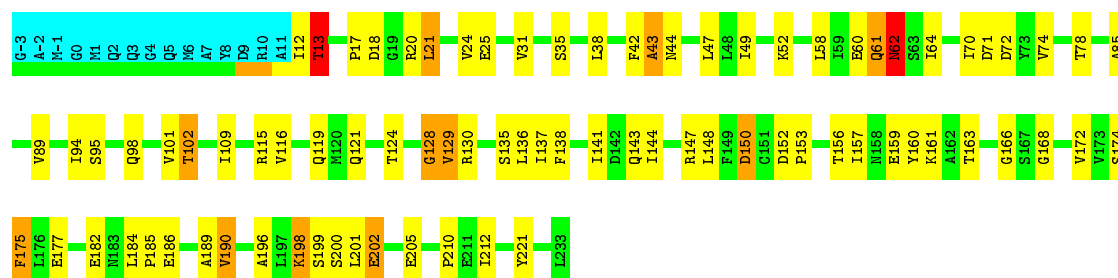 G-3 A-2 M-1 G0 M1 Q2 Q3 G4 Q5 M6 A7 Y8 D9 R10 A11 I12 T13 P17 D18 G19 R20 L21 V24 E25 V31 S35 L38 F42 A43 N44 L47 L48 I49 K52 L58 I59 E60 Q61 N62 S63 I64 I70 D71 D72 Y73 V74 T78 A85
V89 I94 S95 Q98 V101 T102 I109 R115 V116 Q119 M120 Q121 T124 G128 V129 R130 S135 L136 I137 F138 I141 D142 Q143 I144 R147 L148 F149 D150 C151 D152 P153 T156 I157 N158 E159 Y160 K161 A162 T163 G166 S167 G168 V172 V173 S174
F175 L176 E177 E182 N183 L184 P185 E186 A189 V190 A196 L197 K198 S199 S200 L201 E202 E205 P210 E211 I212 Y221 L233